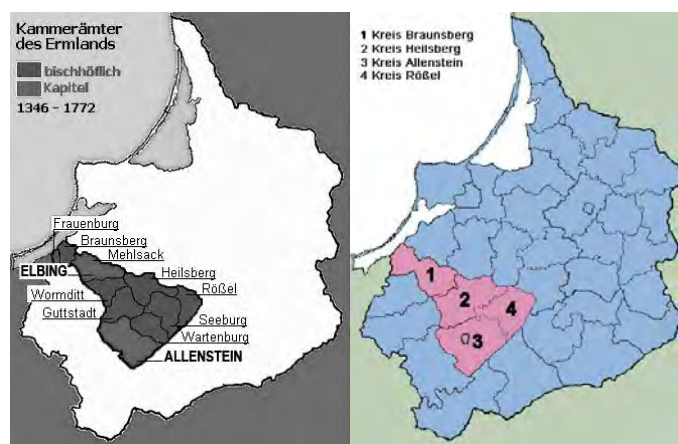 Kammerämter
des Ermlands
bischhöflich
Kapitel
1346 - 1772
Frauenburg
Braunsberg
Mehlsack
ELBING
Heilsberg
Wormditt
Rößel
Guttstadt
Seeburg
Wartenburg
ALLENSTEIN
1 Kreis Braunsberg
2 Kreis Heilsberg
3 Kreis Allenstein
4 Kreis Rößel
1
2
4
3